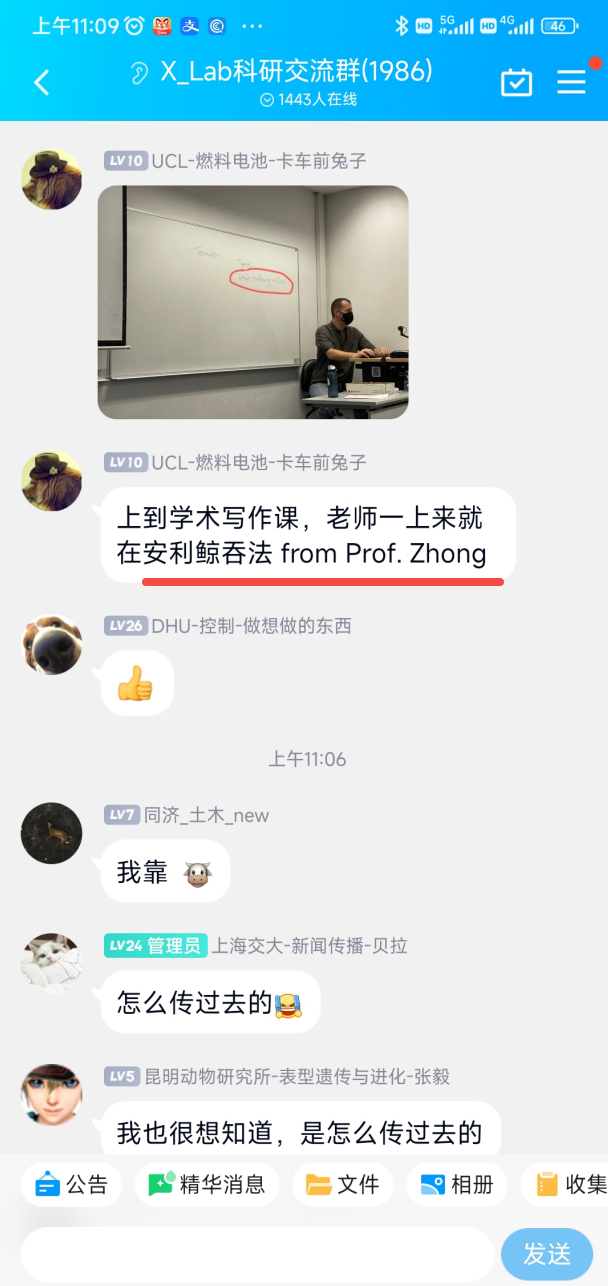 上午11:09
HD 5G HD 4G 46
X_Lab科研交流群(1986)
1443人在线
LV10 UCL-燃料电池-卡车前兔子
LV10 UCL-燃料电池-卡车前兔子
上到学术写作课，老师一上来就
在安利鲸吞法 from Prof. Zhong
LV26 DHU-控制-做想做的东西
上午11:06
LV7 同济_土木_new
我靠
LV24 管理员 上海交大-新闻传播-贝拉
怎么传过去的
LV5 昆明动物研究所-表型遗传与进化-张毅
我也很想知道，是怎么传过去的
公告 精华消息 文件 相册 收集
发送